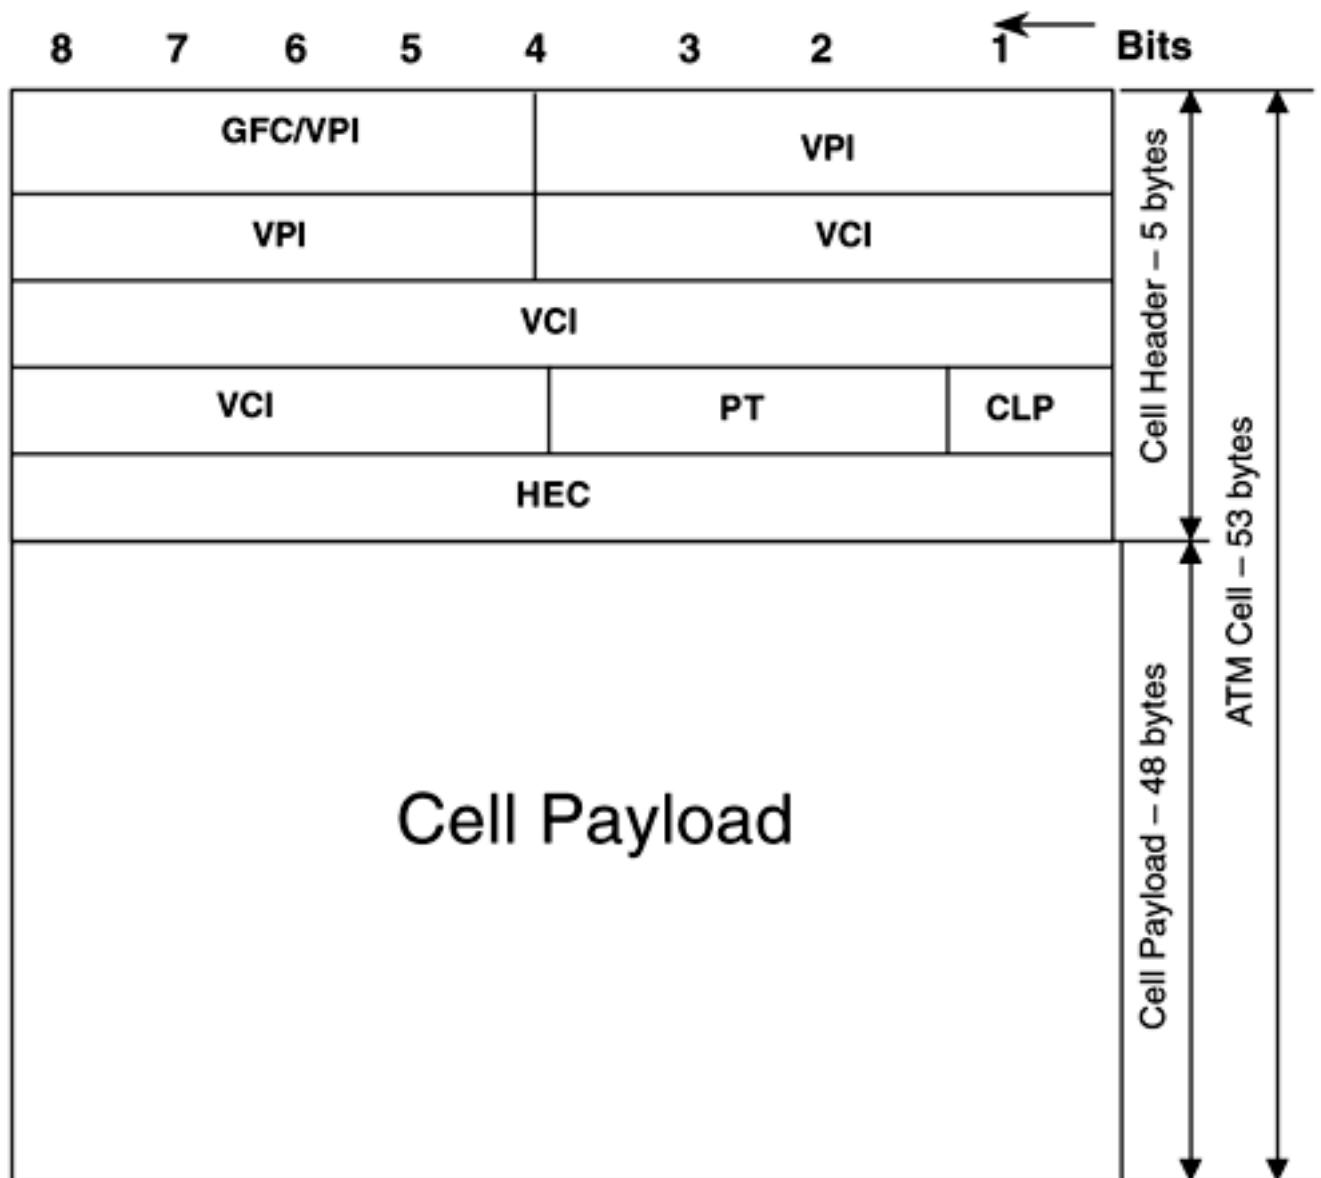 8 7 6 5 4 3 2 1 Bits
GFC/VPI VPI
VPI VCI
VCI
VCI PT CLP
HEC
Cell Payload
Cell Header – 5 bytes
Cell Payload – 48 bytes
ATM Cell – 53 bytes